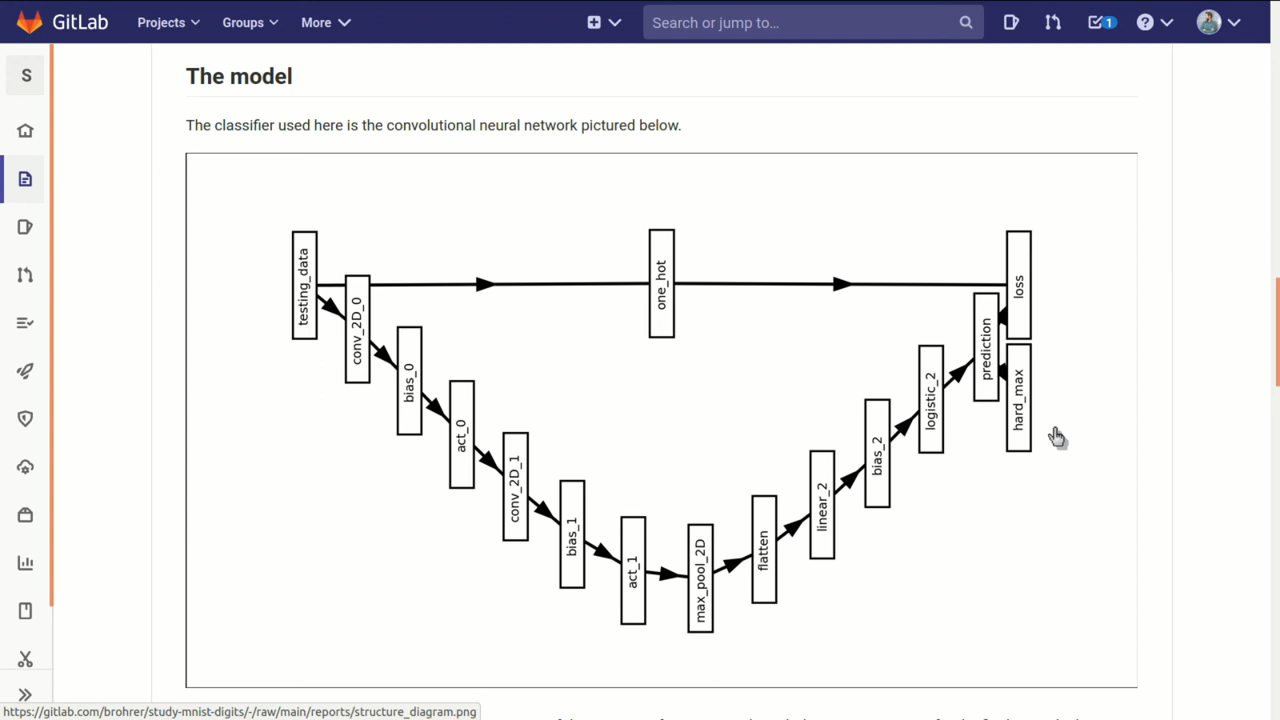 GitLab
Projects
Groups
More
Search or jump to...
1
S
The model
The classifier used here is the convolutional neural network pictured below.
testing_data
conv_2D_0
bias_0
act_0
conv_2D_1
bias_1
act_1
max_pool_2D
flatten
linear_2
bias_2
logistic_2
prediction
one_hot
loss
hard_max
https://gitlab.com/brohrer/study-mnist-digits/-/raw/main/reports/structure_diagram.png